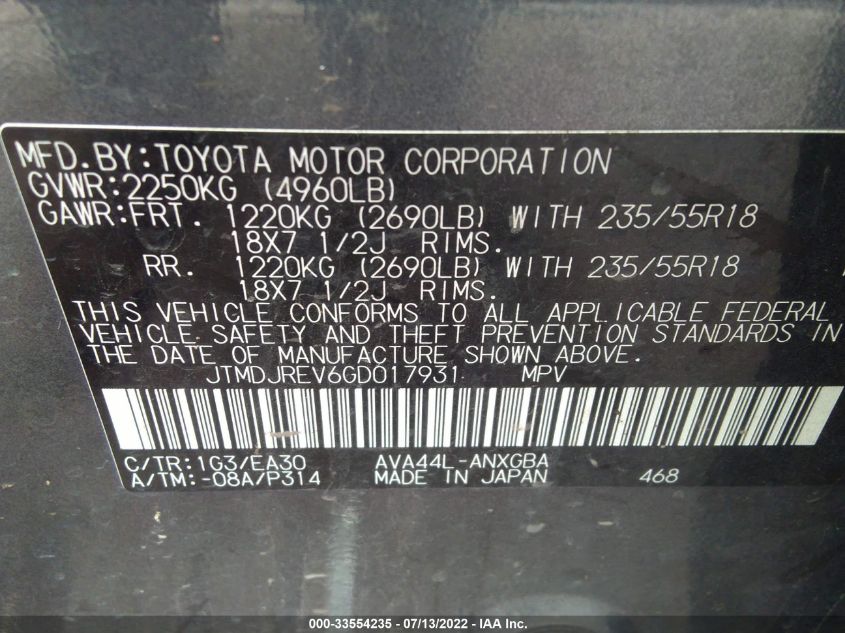 MFD.BY:TOYOTA MOTOR CORPORATION
GVWR:2250KG (4960LB)
GAWR:FRT. 1220KG (2690LB) WITH 235/55R18
18X7 1/2J RIMS.
RR. 1220KG (2690LB) WITH 235/55R18
18X7 1/2J RIMS.
THIS VEHICLE CONFORMS TO ALL APPLICABLE FEDERAL
VEHICLE SAFETY AND THEFT PREVENTION STANDARDS IN
THE DATE OF MANUFACTURE SHOWN ABOVE.
JTMDJREV6GD017931 MPV
C/TR:1G3/EA30 AVA44L-ANXGBA
A/TM:-08A/P314 MADE IN JAPAN 468
000-33554235 - 07/13/2022 - IAA Inc.